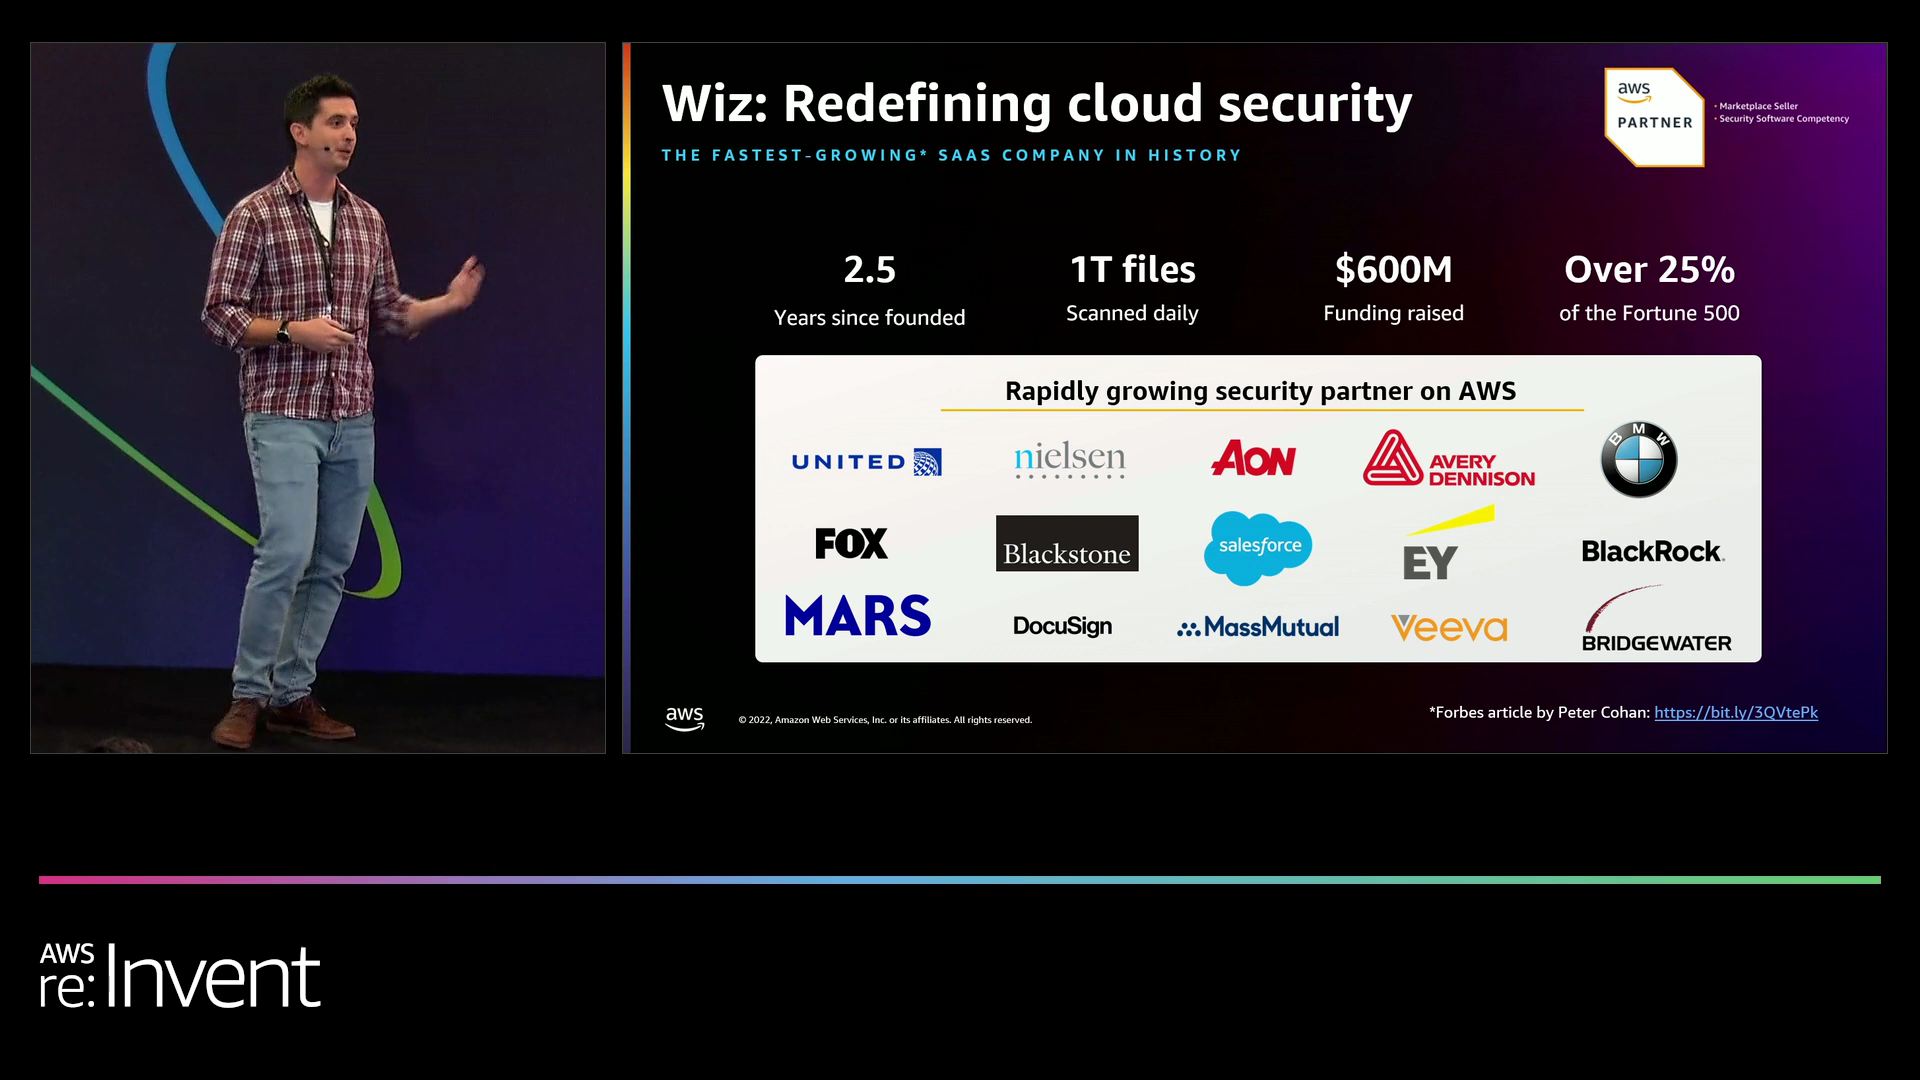 Wiz: Redefining cloud security
THE FASTEST-GROWING* SAAS COMPANY IN HISTORY
aws
PARTNER
• Marketplace Seller
• Security Software Competency
2.5
Years since founded
1T files
Scanned daily
$600M
Funding raised
Over 25%
of the Fortune 500
Rapidly growing security partner on AWS
UNITED
nielsen
AON
AVERY
DENNISON
BMW
FOX
Blackstone
salesforce
EY
BlackRock.
MARS
DocuSign
MassMutual
Veeva
BRIDGEWATER
aws
© 2022, Amazon Web Services, Inc. or its affiliates. All rights reserved.
*Forbes article by Peter Cohan: https://bit.ly/3QVtePk
AWS
re:Invent